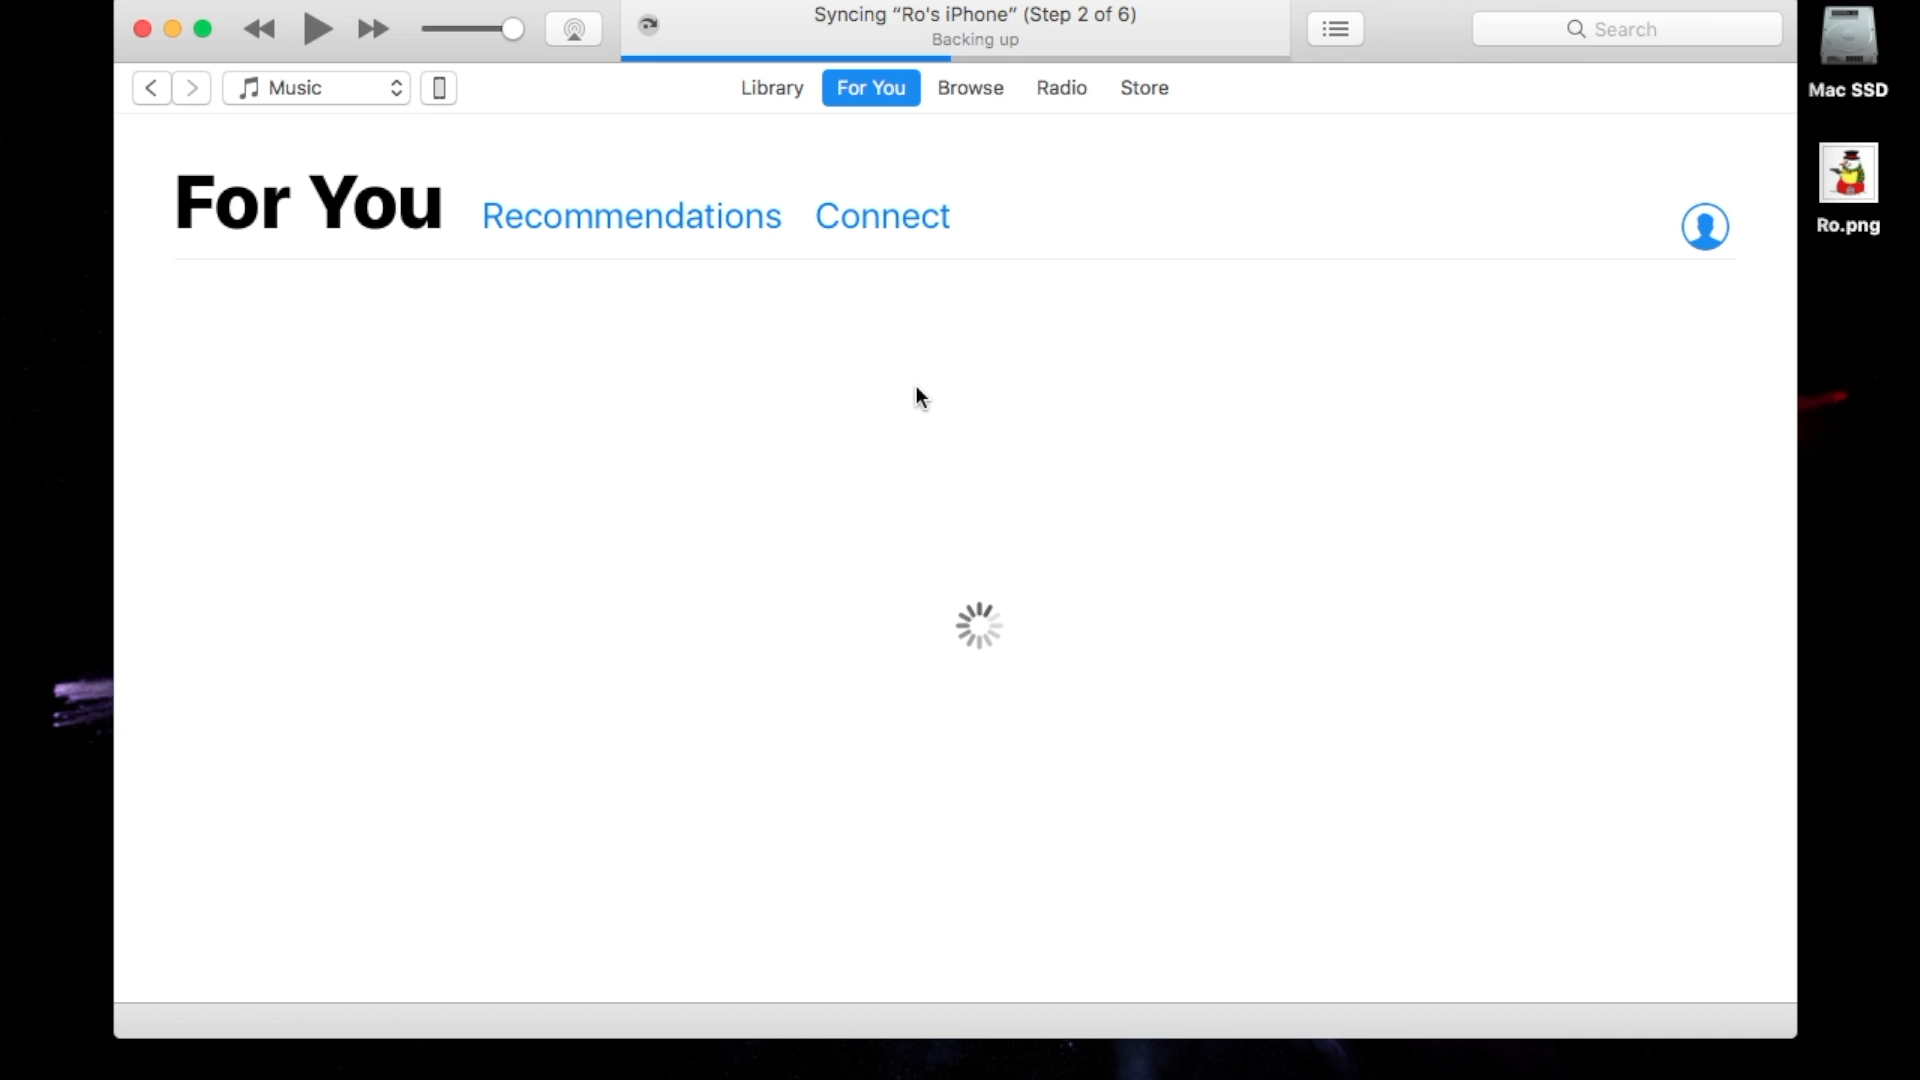 Syncing “Ro's iPhone” (Step 2 of 6)
Backing up
Search
Music
Library
For You
Browse
Radio
Store
For You
Recommendations
Connect
Mac SSD
Ro.png